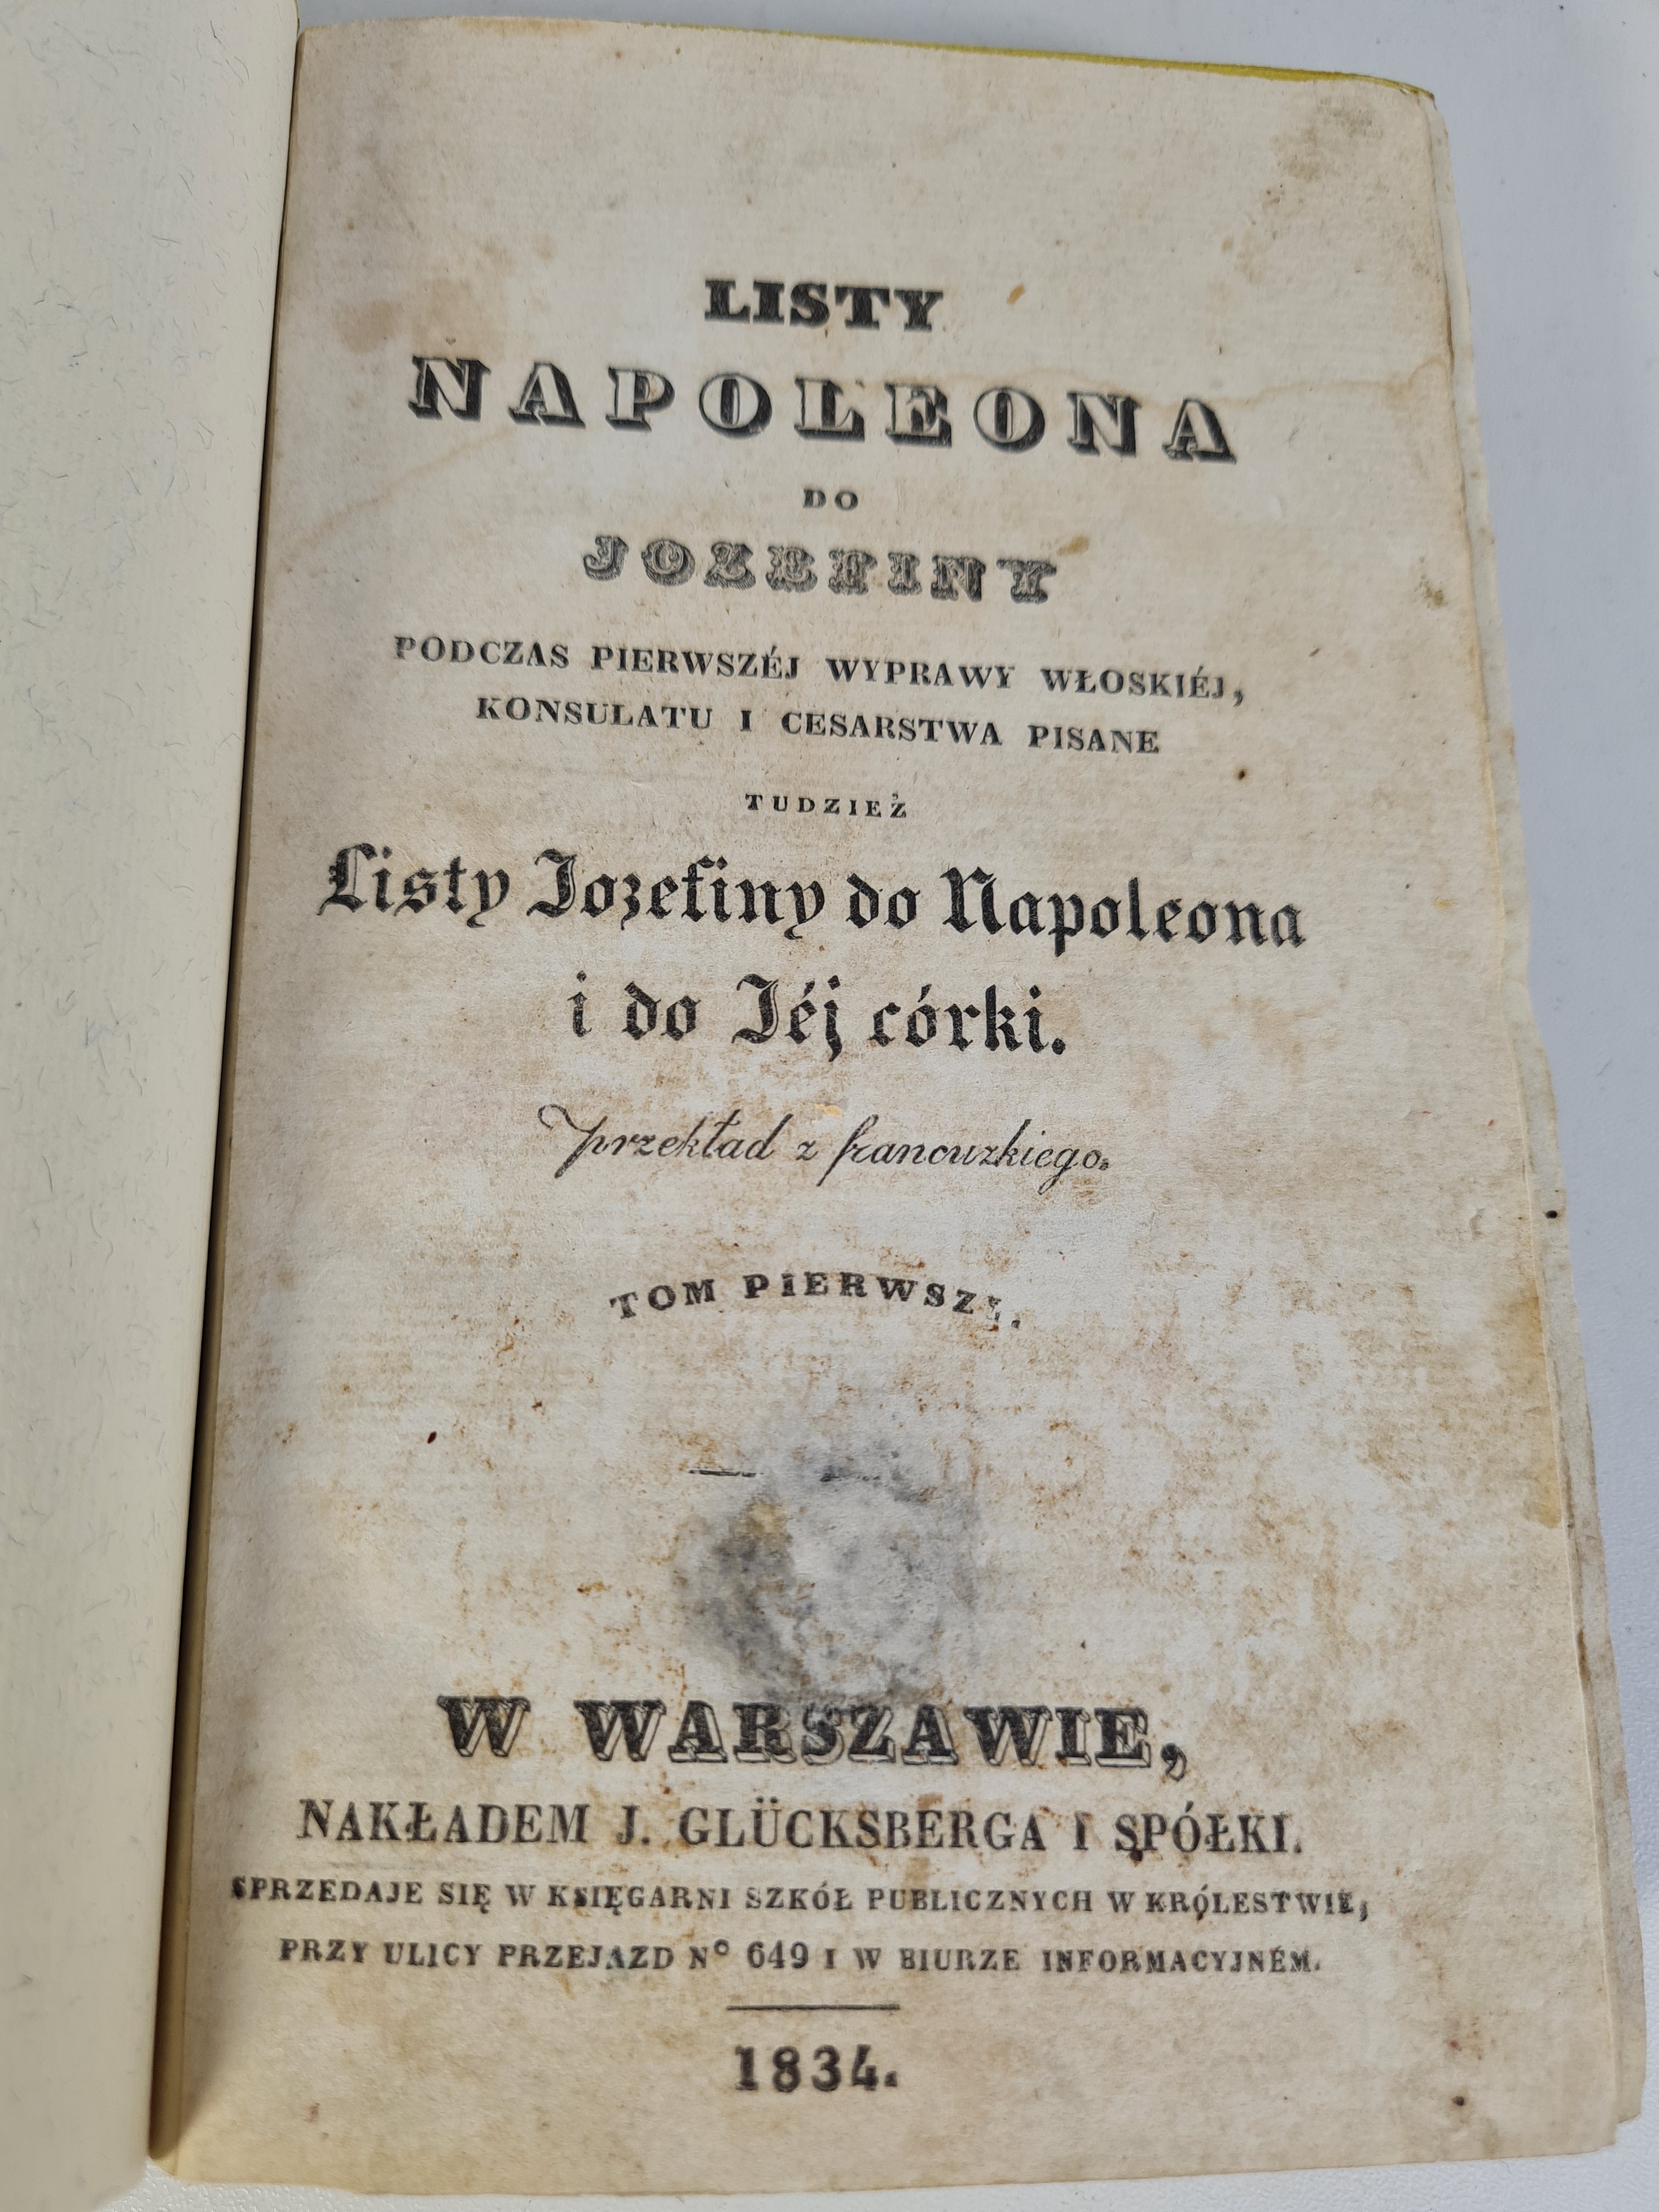 LISTY
NAPOLEONA
DO
JOZEFINY
PODCZAS PIERWSZÉJ WYPRAWY WŁOSKIÉJ,
KONSULATU I CESARSTWA PISANE
TUDZIEŻ
Listy Jozefiny do Napoleona
i do Jéj córki.
przekład z francuzkiego.
TOM PIERWSZY.
W WARSZAWIE,
NAKŁADEM J. GLÜCKSBERGA I SPÓŁKI.
SPRZEDAJE SIĘ W KSIĘGARNI SZKÓŁ PUBLICZNYCH W KRÓLESTWIE,
PRZY ULICY PRZEJAZD Nº 649 I W BIURZE INFORMACYJNÉM.
1834.